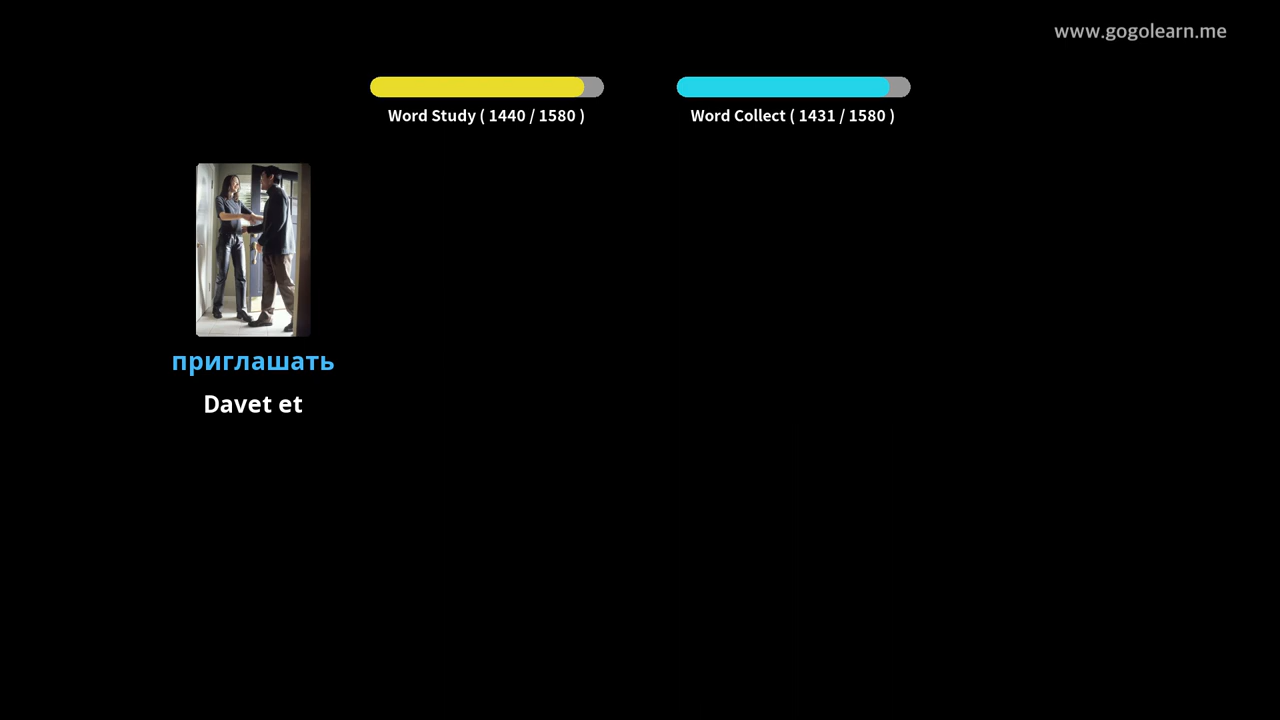 www.gogolearn.me
Word Study ( 1440 / 1580 )
Word Collect ( 1431 / 1580 )
приглашать
Davet et